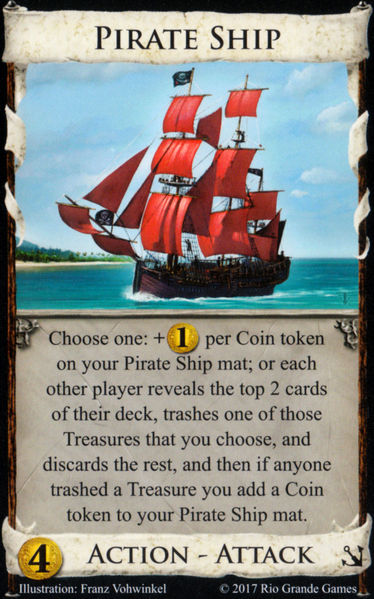 PIRATE SHIP
Choose one: +1 per Coin token
on your Pirate Ship mat; or each
other player reveals the top 2 cards
of their deck, trashes one of those
Treasures that you choose, and
discards the rest, and then if anyone
trashed a Treasure you add a Coin
token to your Pirate Ship mat.
4 ACTION - ATTACK
Illustration: Franz Vohwinkel © 2017 Rio Grande Games